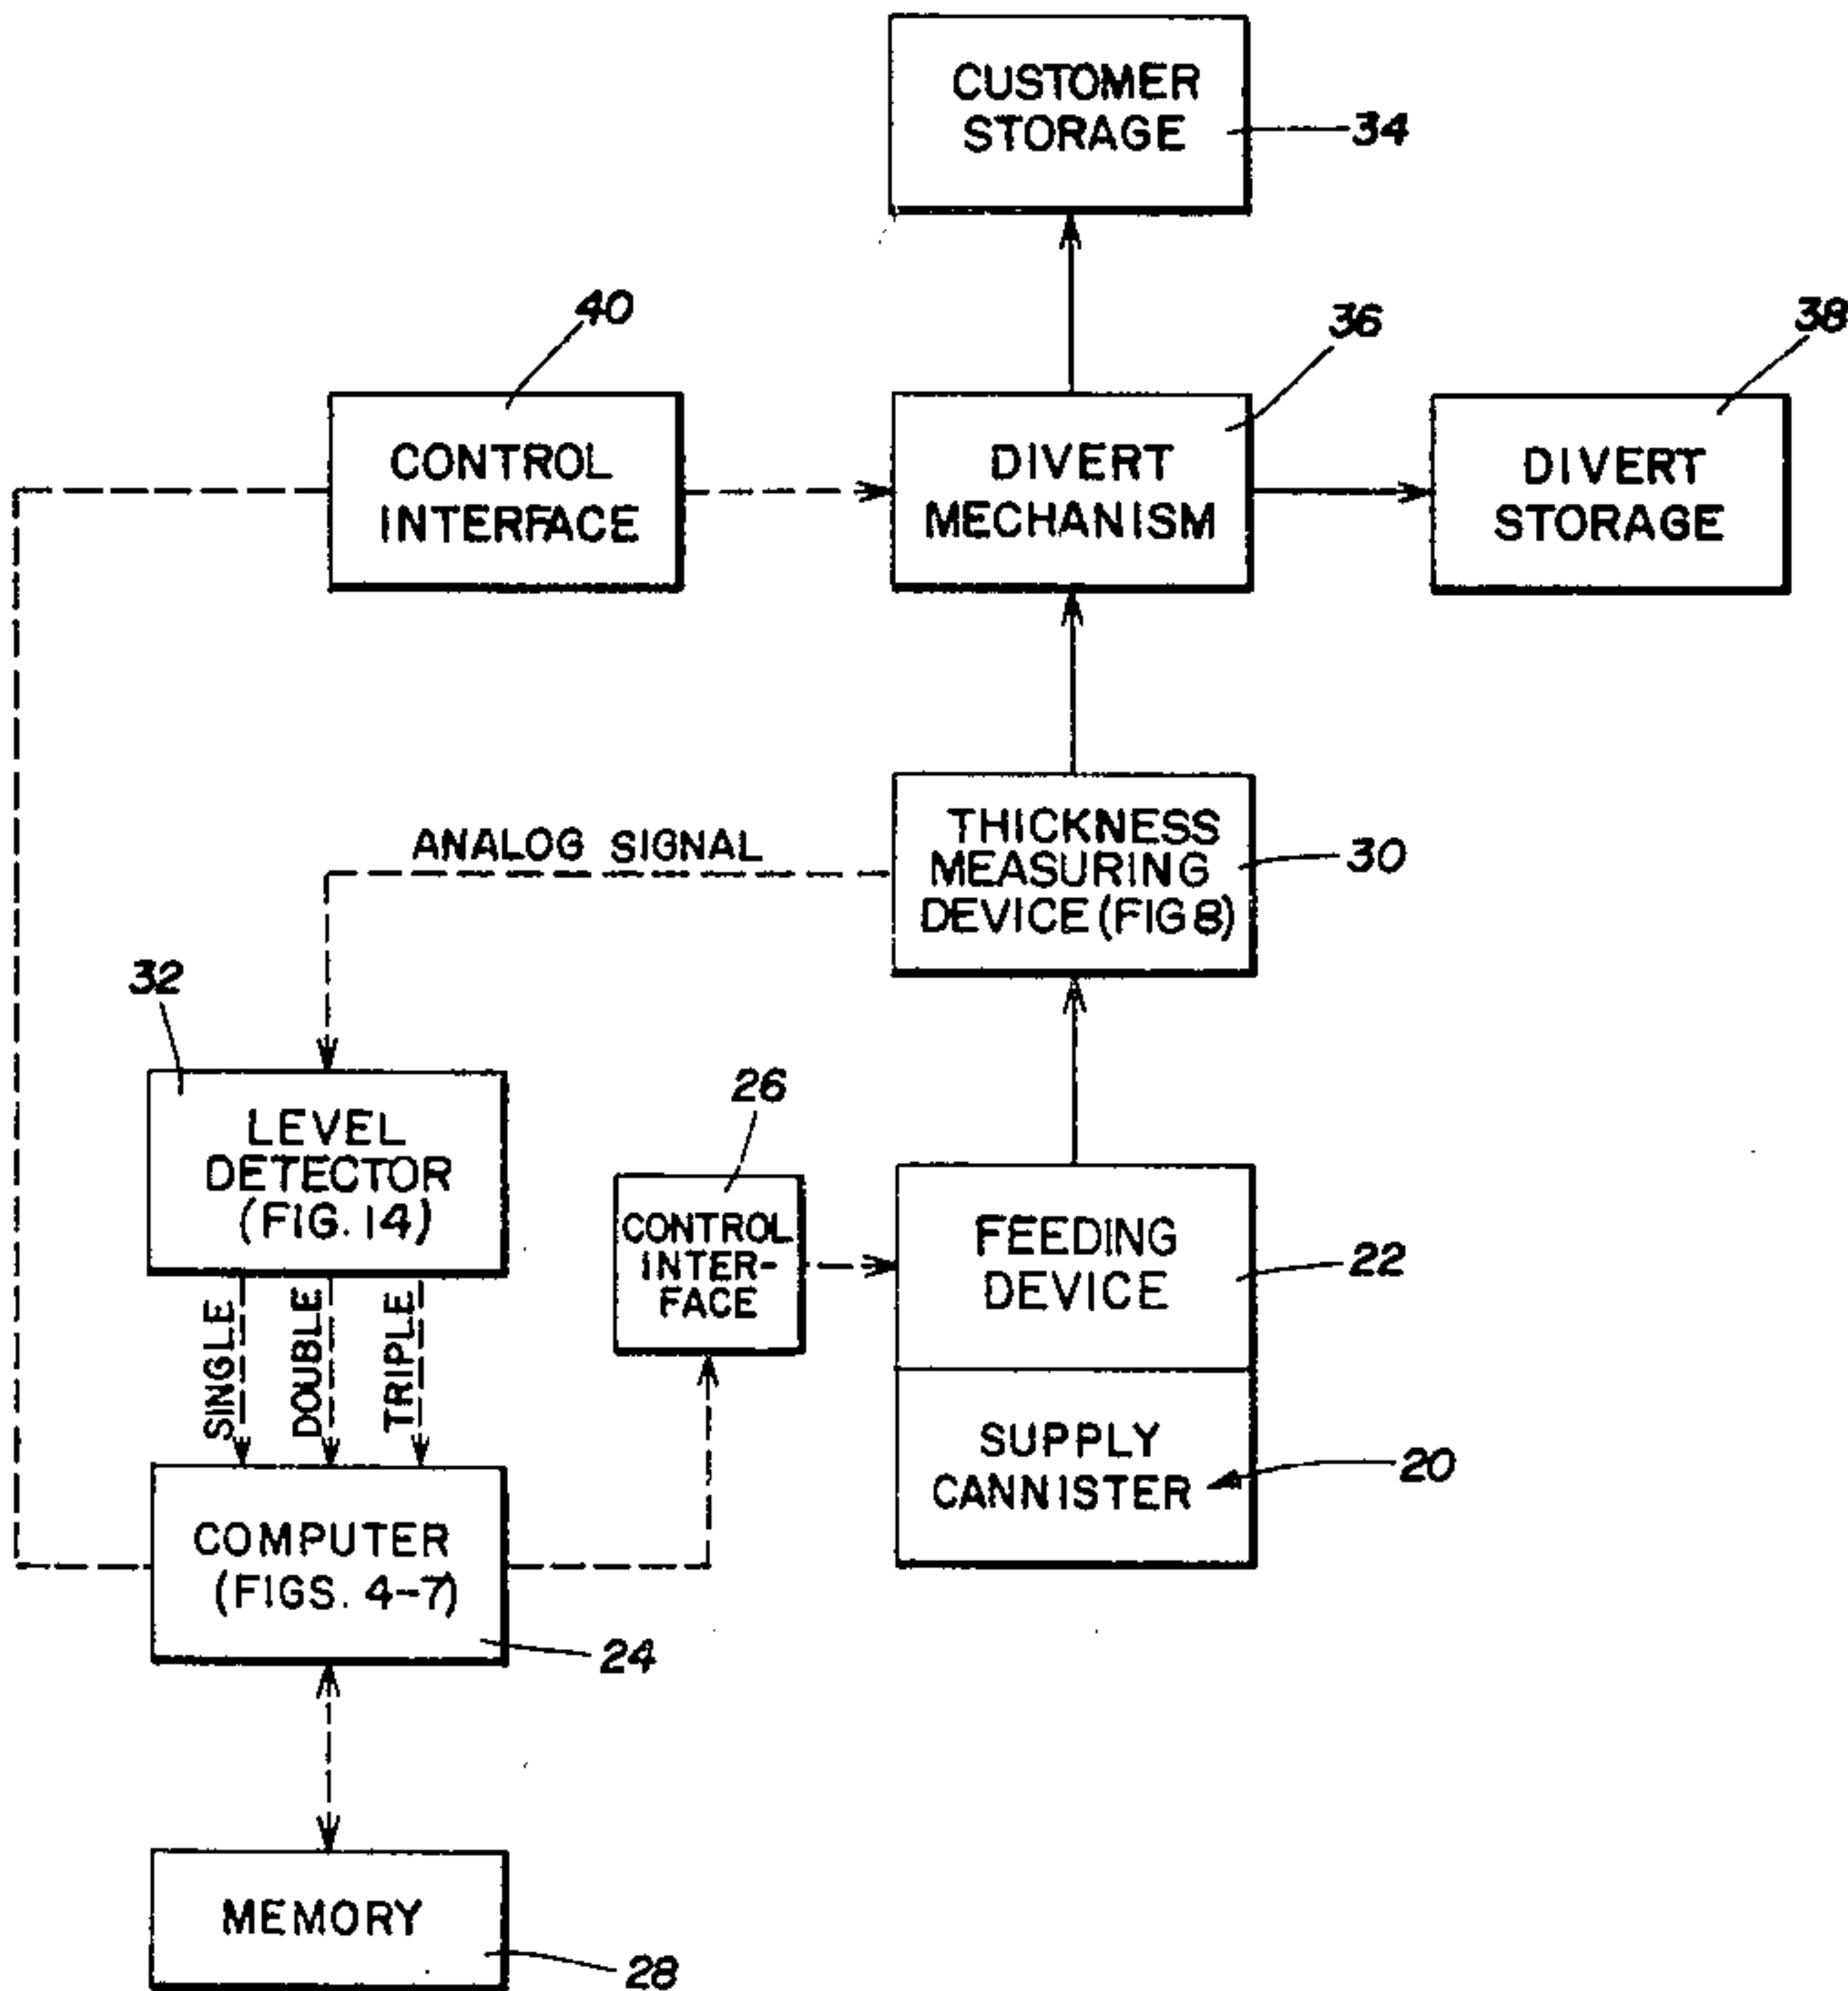 CUSTOMER
STORAGE
34
40
36
38
CONTROL
INTERFACE
DIVERT
MECHANISM
DIVERT
STORAGE
ANALOG SIGNAL
THICKNESS
MEASURING
DEVICE (FIG 8)
30
32
LEVEL
DETECTOR
(FIG. 14)
26
CONTROL
INTER-
FACE
FEEDING
DEVICE
22
SINGLE
DOUBLE
TRIPLE
SUPPLY
CANNISTER
20
COMPUTER
(FIGS. 4-7)
24
MEMORY
28